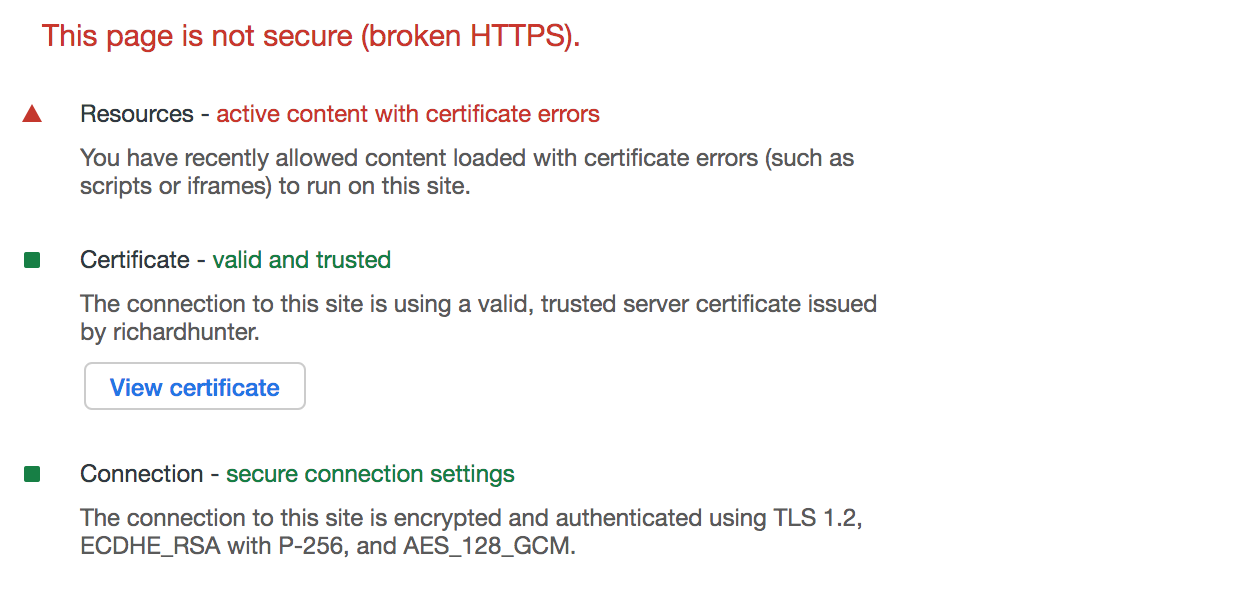 This page is not secure (broken HTTPS).
Resources - active content with certificate errors
You have recently allowed content loaded with certificate errors (such as
scripts or iframes) to run on this site.
Certificate - valid and trusted
The connection to this site is using a valid, trusted server certificate issued
by richardhunter.
View certificate
Connection - secure connection settings
The connection to this site is encrypted and authenticated using TLS 1.2,
ECDHE_RSA with P-256, and AES_128_GCM.